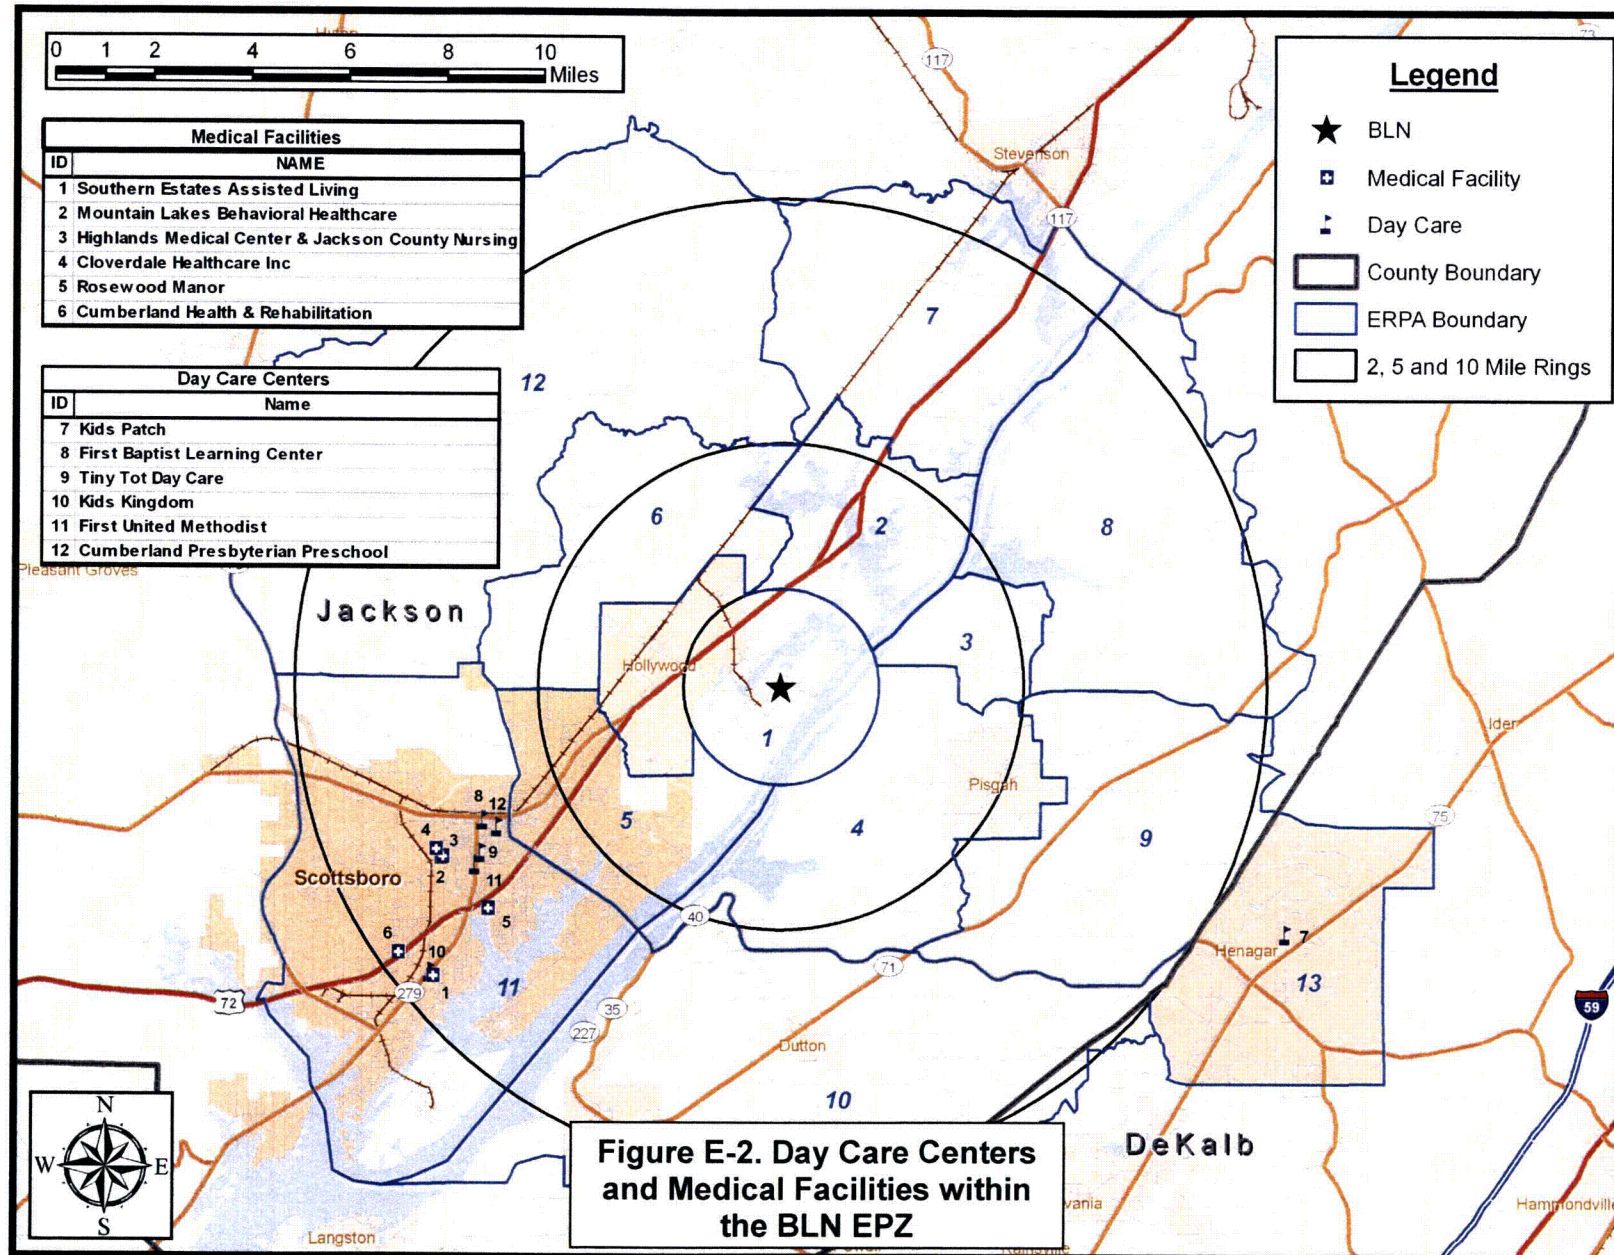 0 1 2 4 6 8 10
Miles
Medical Facilities
ID NAME
1 Southern Estates Assisted Living
2 Mountain Lakes Behavioral Healthcare
3 Highlands Medical Center & Jackson County Nursing
4 Cloverdale Healthcare Inc
5 Rosewood Manor
6 Cumberland Health & Rehabilitation
Day Care Centers
ID Name
7 Kids Patch
8 First Baptist Learning Center
9 Tiny Tot Day Care
10 Kids Kingdom
11 First United Methodist
12 Cumberland Presbyterian Preschool
Legend
BLN
Medical Facility
Day Care
County Boundary
ERPA Boundary
2, 5 and 10 Mile Rings
117
Stevenson
117
7
12
6
2
8
Pleasant Groves
Jackson
3
Hollywood
1
Ider
Pisgah
75
8
12
5
4
9
4
3
9
2
11
Scottsboro
5
40
6
10
1
11
71
7
Henagar
13
279
72
35
227
59
Dutton
10
DeKalb
N
W E
S
Figure E-2. Day Care Centers
and Medical Facilities within
the BLN EPZ
Langston
Hammondville